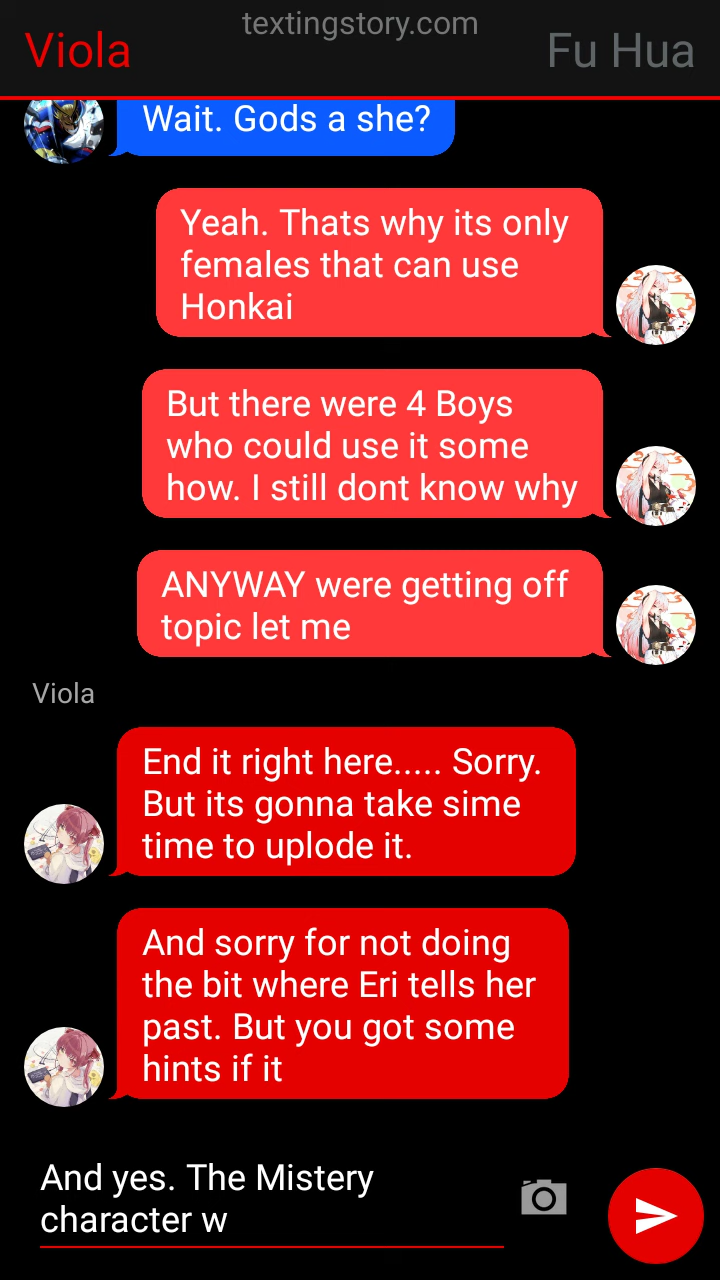 textingstory.com
Viola
Fu Hua
Wait. Gods a she?
Yeah. Thats why its only
females that can use
Honkai
But there were 4 Boys
who could use it some
how. I still dont know why
ANYWAY were getting off
topic let me
Viola
End it right here..... Sorry.
But its gonna take sime
time to uplode it.
And sorry for not doing
the bit where Eri tells her
past. But you got some
hints if it
And yes. The Mistery
character w